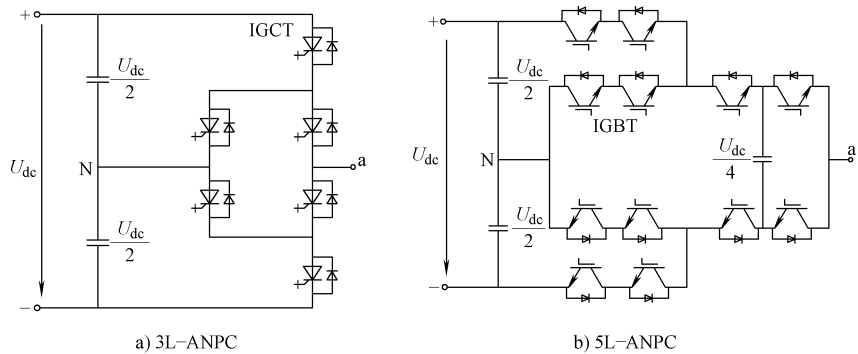 +
IGCT
U_dc/2
U_dc
N
a
U_dc/2
−
a) 3L−ANPC
+
U_dc/2
IGBT
U_dc
N
U_dc/4
a
U_dc/2
−
b) 5L−ANPC